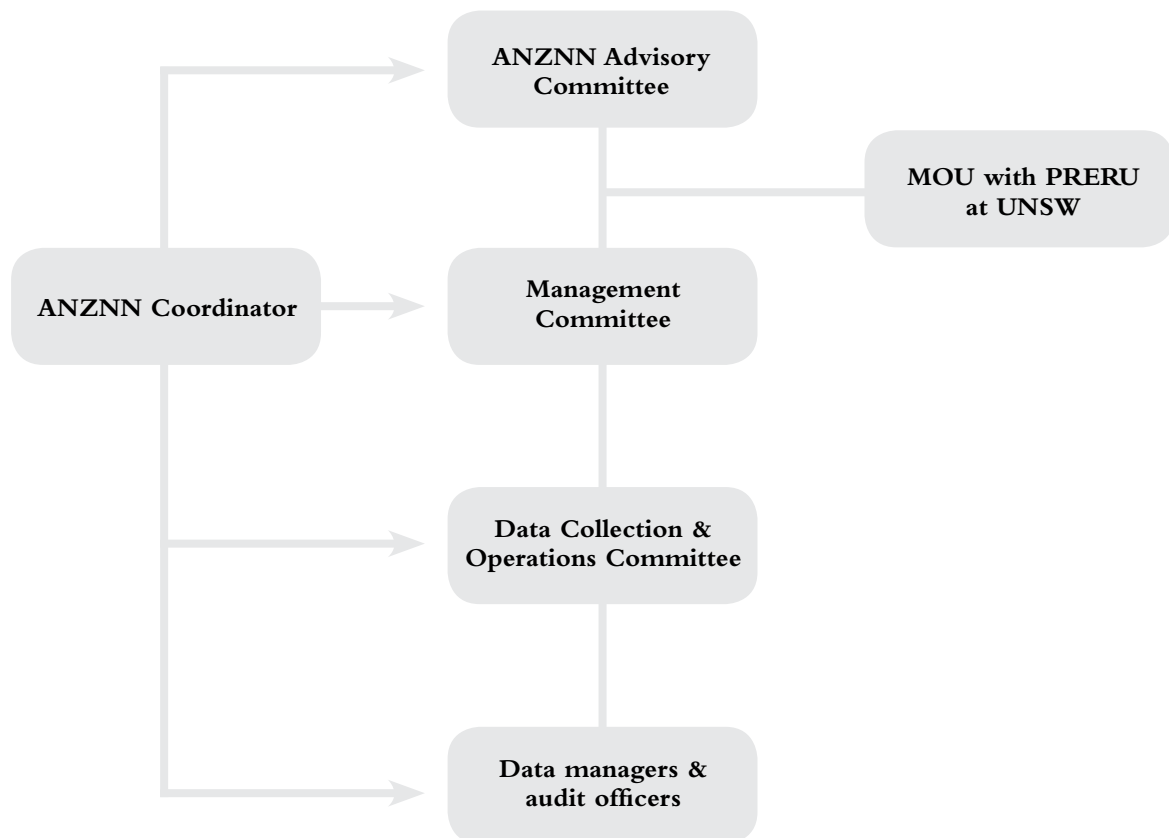 ANZNN Advisory
Committee
MOU with PRERU
at UNSW
ANZNN Coordinator
Management
Committee
Data Collection &
Operations Committee
Data managers &
audit officers